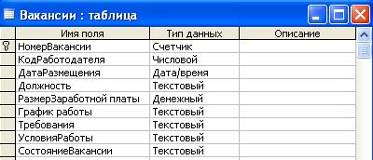 Вакансии : таблица
Имя поля Тип данных Описание
НомерВакансии Счетчик
КодРаботодателя Числовой
ДатаРазмещения Дата/время
Должность Текстовый
РазмерЗаработной платы Денежный
График работы Текстовый
Требования Текстовый
УсловияРаботы Текстовый
СостояниеВакансии Текстовый